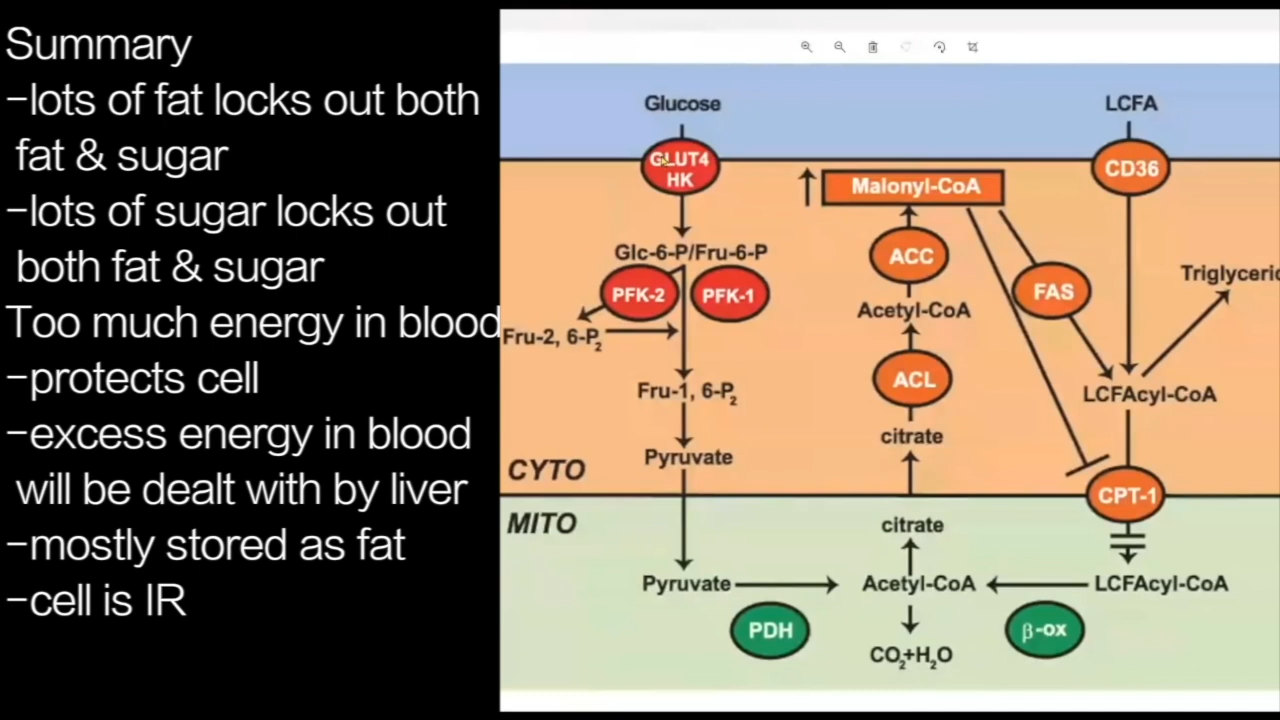 Summary
-lots of fat locks out both
fat & sugar
-lots of sugar locks out
both fat & sugar
Too much energy in blood
-protects cell
-excess energy in blood
will be dealt with by liver
-mostly stored as fat
-cell is IR
Glucose
LCFA
GLUT4
HK
CD36
Malonyl-CoA
Glc-6-P/Fru-6-P
ACC
PFK-2
PFK-1
FAS
Triglyceric
Acetyl-CoA
Fru-2, 6-P2
ACL
Fru-1, 6-P2
LCFAcyl-CoA
citrate
Pyruvate
CYTO
CPT-1
MITO
citrate
Pyruvate
Acetyl-CoA
LCFAcyl-CoA
PDH
β-ox
CO2+H2O